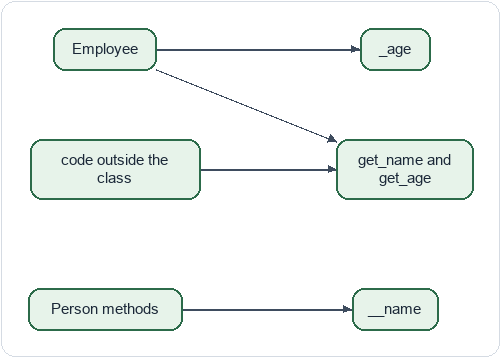 Employee
_age
code outside the
class
get_name and
get_age
Person methods
__name